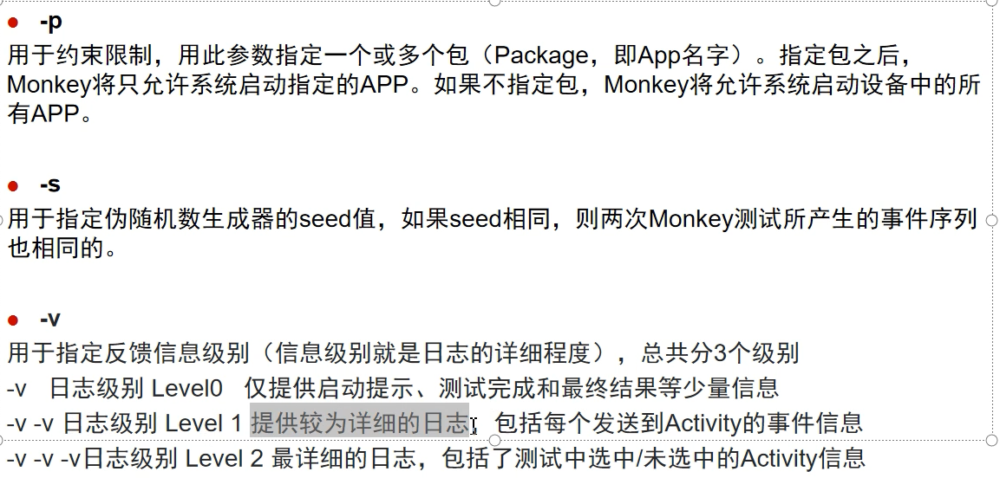 ● -p
用于约束限制，用此参数指定一个或多个包（Package，即App名字）。指定包之后，
Monkey将只允许系统启动指定的APP。如果不指定包，Monkey将允许系统启动设备中的所
有APP。
● -s
用于指定伪随机数生成器的seed值，如果seed相同，则两次Monkey测试所产生的事件序列
也相同的。
● -v
用于指定反馈信息级别（信息级别就是日志的详细程度），总共分3个级别
-v 日志级别 Level0 仅提供启动提示、测试完成和最终结果等少量信息
-v -v 日志级别 Level 1 提供较为详细的日志，包括每个发送到Activity的事件信息
-v -v -v日志级别 Level 2 最详细的日志，包括了测试中选中/未选中的Activity信息